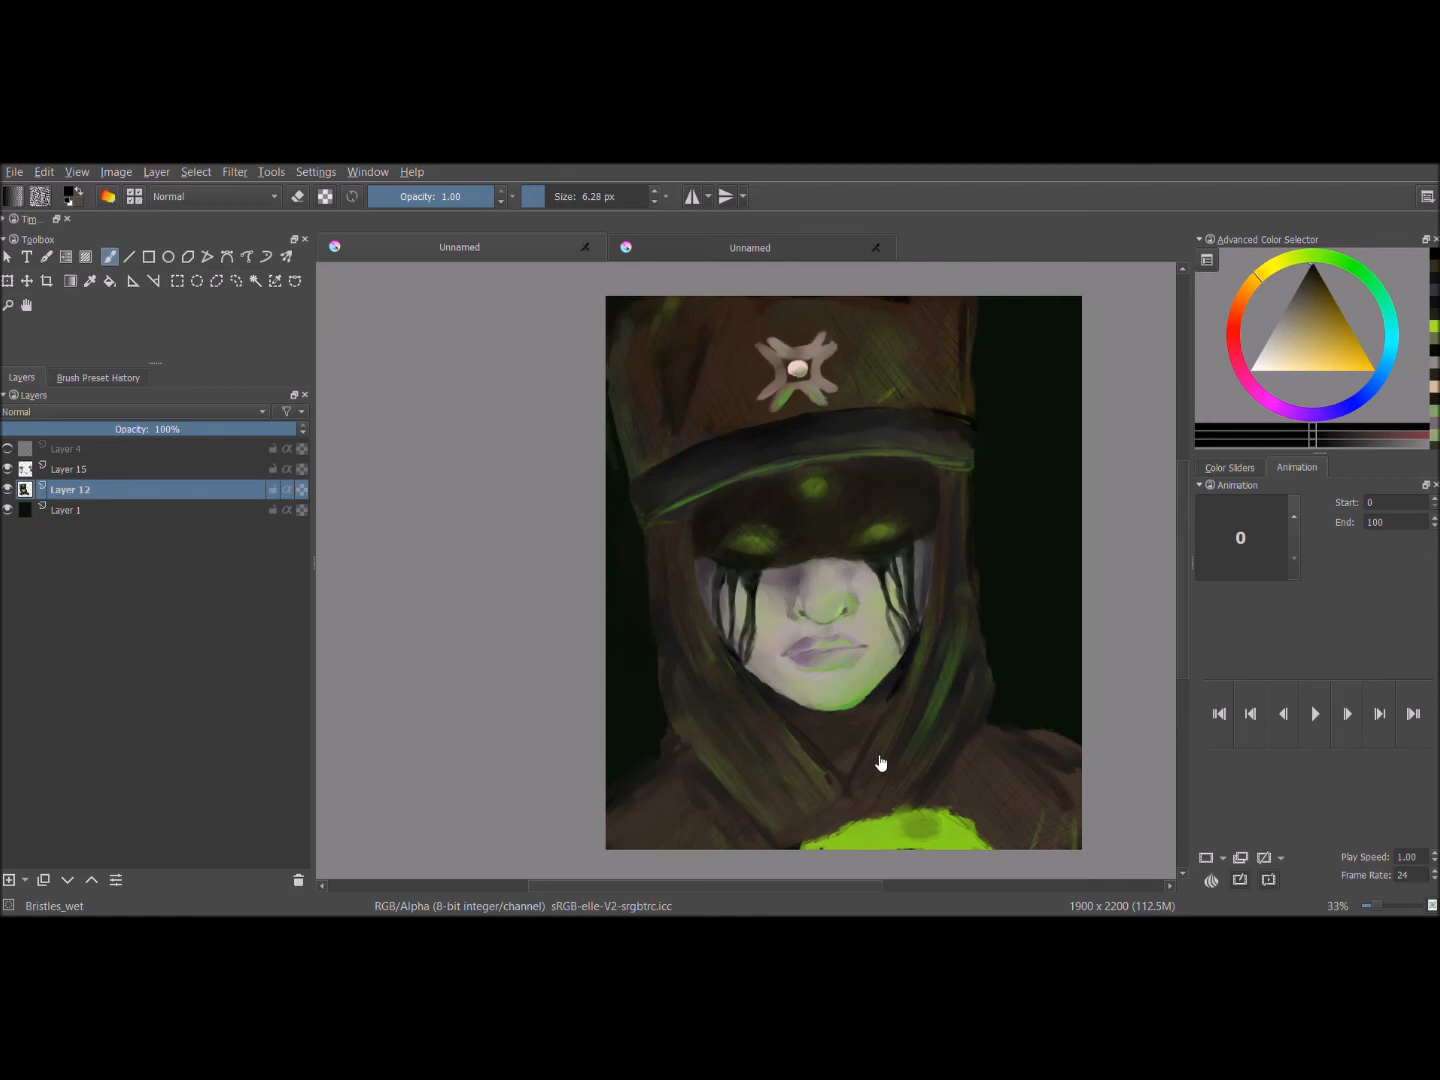 File Edit View Image Layer Select Filter Tools Settings Window Help
Normal Opacity: 1.00 Size: 6.28 px
Tm...
Toolbox
Unnamed Unnamed
Advanced Color Selector
Layers Brush Preset History
Layers
Normal
Opacity: 100%
Layer 4
Layer 15
Layer 12
Layer 1
Color Sliders Animation
Animation
Start: 0
End: 100
0
Play Speed: 1.00
Frame Rate: 24
Bristles_wet
RGB/Alpha (8-bit integer/channel) sRGB-elle-V2-srgbtrc.icc
1900 x 2200 (112.5M)
33%